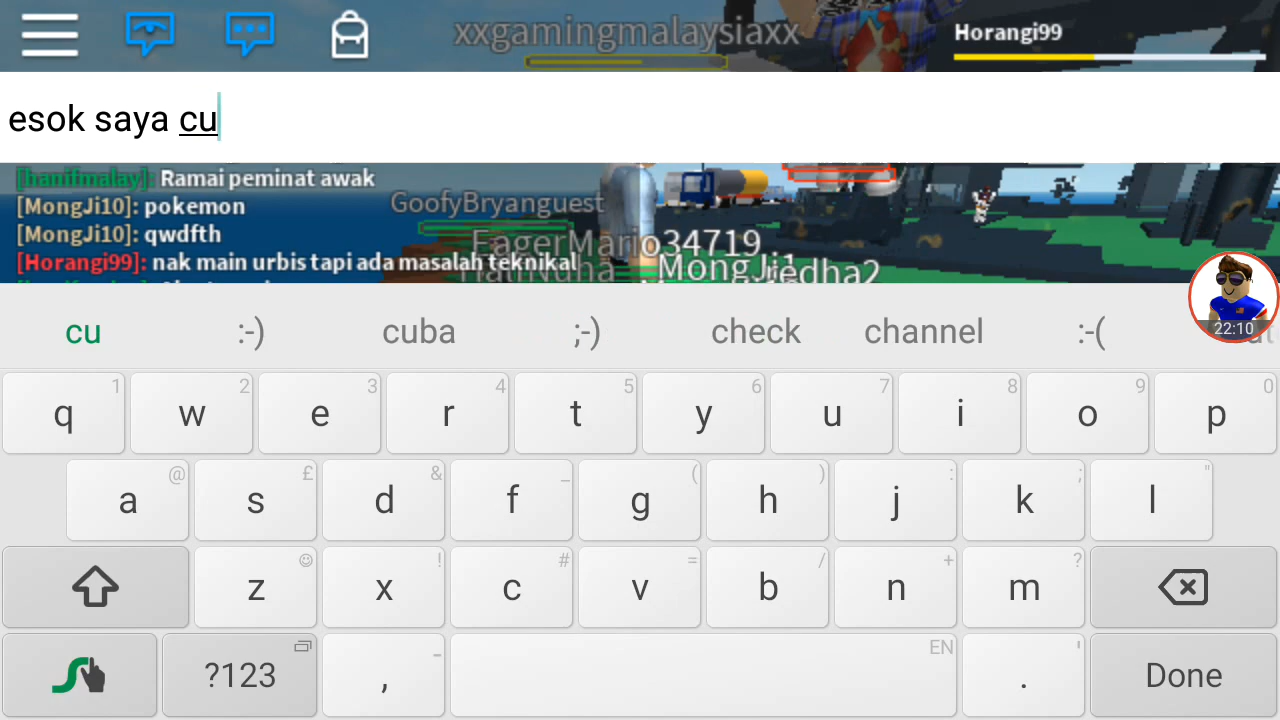 xxgamingmalaysiaxx
Horangi99
esok saya cu
[hanifmalay]: Ramai peminat awak
[MongJi10]: pokemon
[MongJi10]: qwdfth
[Horangi99]: nak main urbis tapi ada masalah teknikal
GoofyBryanguest
EagerMario34719
MongJi1
redha2
cu :-) cuba ;-) check channel :-(
22:10
1 2 3 4 5 6 7 8 9 0
q w e r t y u i o p
@ £ & _ ( ) : ; "
a s d f g h j k l
! # = / + ?
z x c v b n m
EN
?123 , . Done